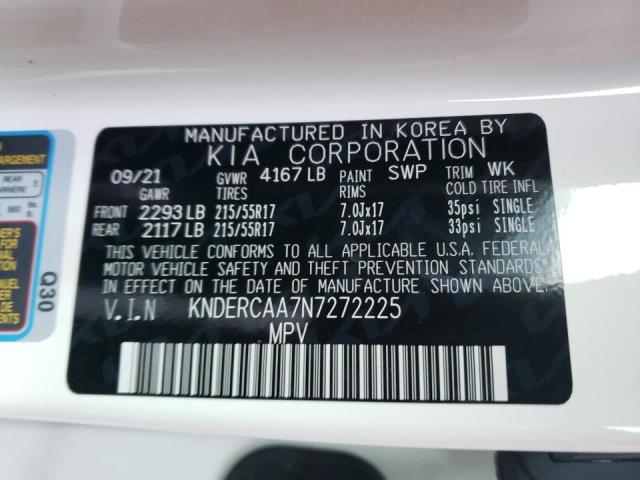 MANUFACTURED IN KOREA BY
KIA CORPORATION
09/21 GVWR 4167 LB PAINT SWP TRIM WK
GAWR TIRES RIMS COLD TIRE INFL
FRONT 2293 LB 215/55R17 7.0Jx17 35psi SINGLE
REAR 2117 LB 215/55R17 7.0Jx17 33psi SINGLE
THIS VEHICLE CONFORMS TO ALL APPLICABLE U.S.A. FEDERAL
MOTOR VEHICLE SAFETY AND THEFT PREVENTION STANDARDS
IN EFFECT ON THE DATE OF MANUFACTURE SHOWN ABOVE.
V.I.N KNDERCAA7N7272225
MPV
REAR 3
Q30